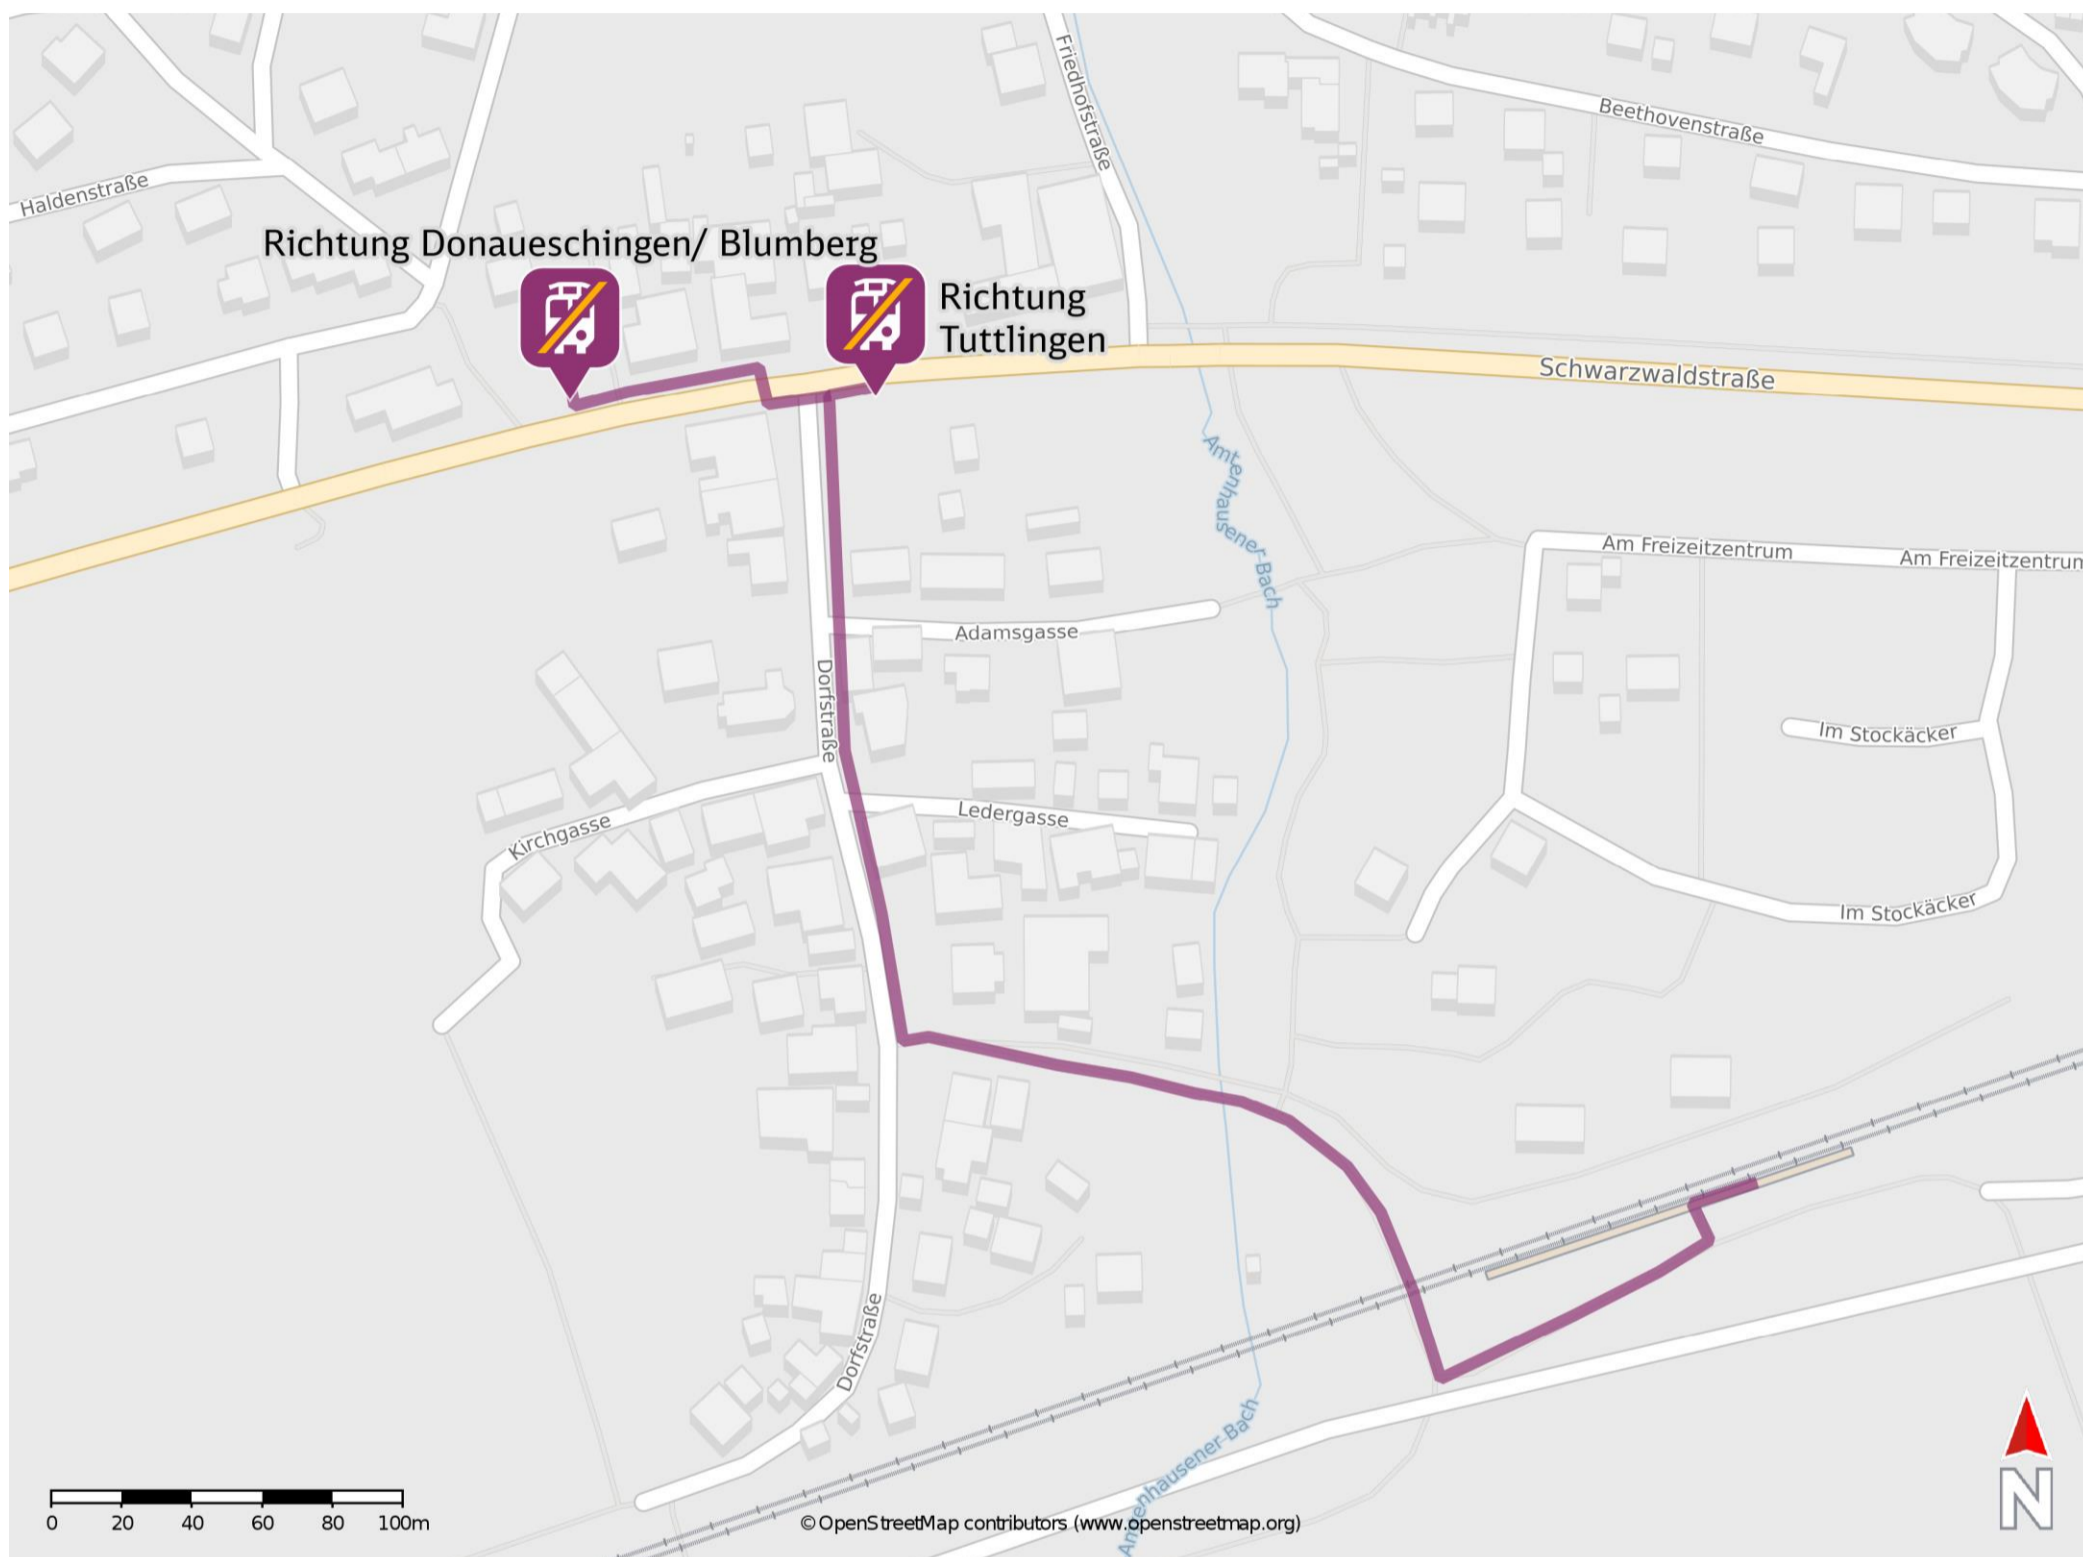 Friedhofstraße
Beethovenstraße
Haldenstraße
Richtung Donaueschingen/ Blumberg
Richtung
Tuttlingen
Schwarzwaldstraße
Amtenhausener-Bach
Am Freizeitzentrum
Am Freizeitzentrum
Adamsgasse
Dorfstraße
Im Stockäcker
Ledergasse
Kirchgasse
Im Stockäcker
Dorfstraße
Amtenhausener-Bach
N
0 20 40 60 80 100m
©OpenStreetMap contributors (www.openstreetmap.org)